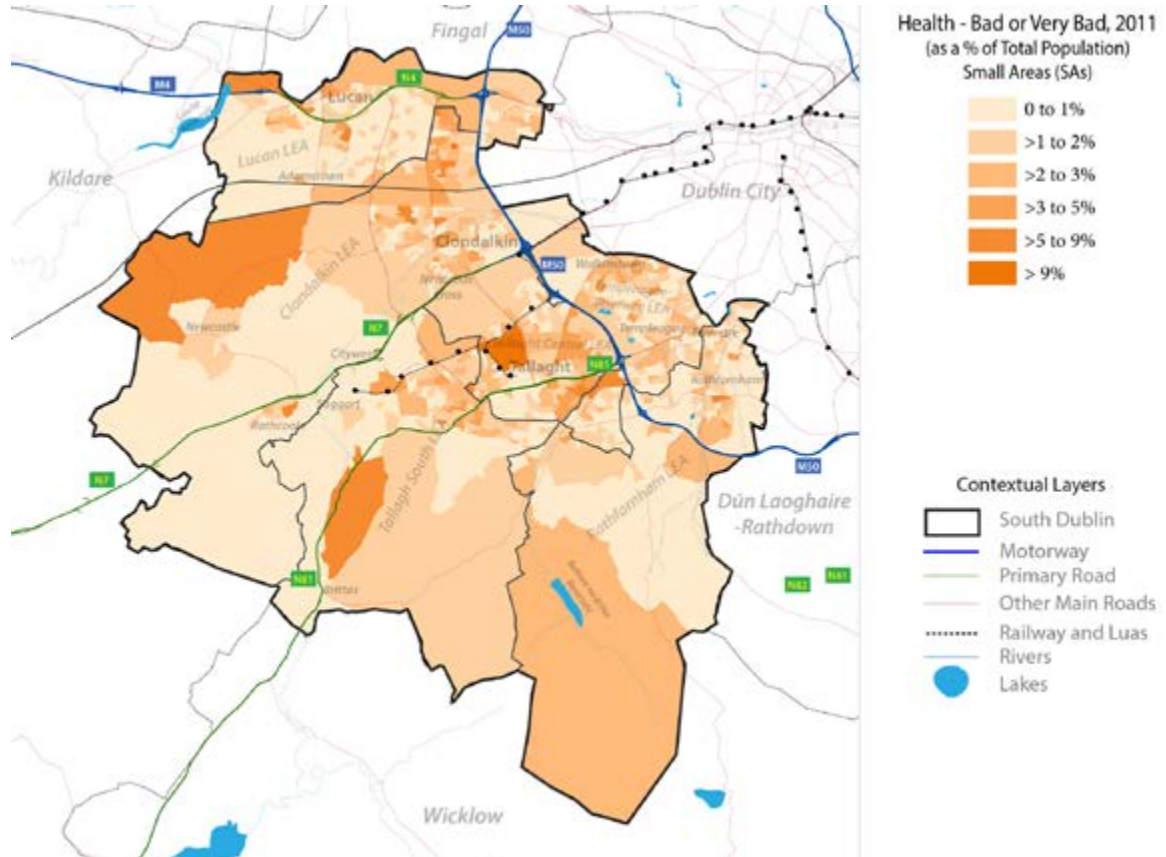 Fingal
M50
M4
N4
Lucan
Lucan LEA
Adamstown
Kildare
Dublin City
Clondalkin
Clondalkin LEA
M50
Newcastle
N7
Citywest
Tallaght
N81
Templeogue
Rathfarnham
Saggart
Rathcoole
Tallagh South LEA
Rathfarnham LEA
N7
M50
Dún Laoghaire
-Rathdown
N81
Brittas
N82
N81
Wicklow
Health - Bad or Very Bad, 2011
(as a % of Total Population)
Small Areas (SAs)
0 to 1%
>1 to 2%
>2 to 3%
>3 to 5%
>5 to 9%
> 9%
Contextual Layers
South Dublin
Motorway
Primary Road
Other Main Roads
Railway and Luas
Rivers
Lakes